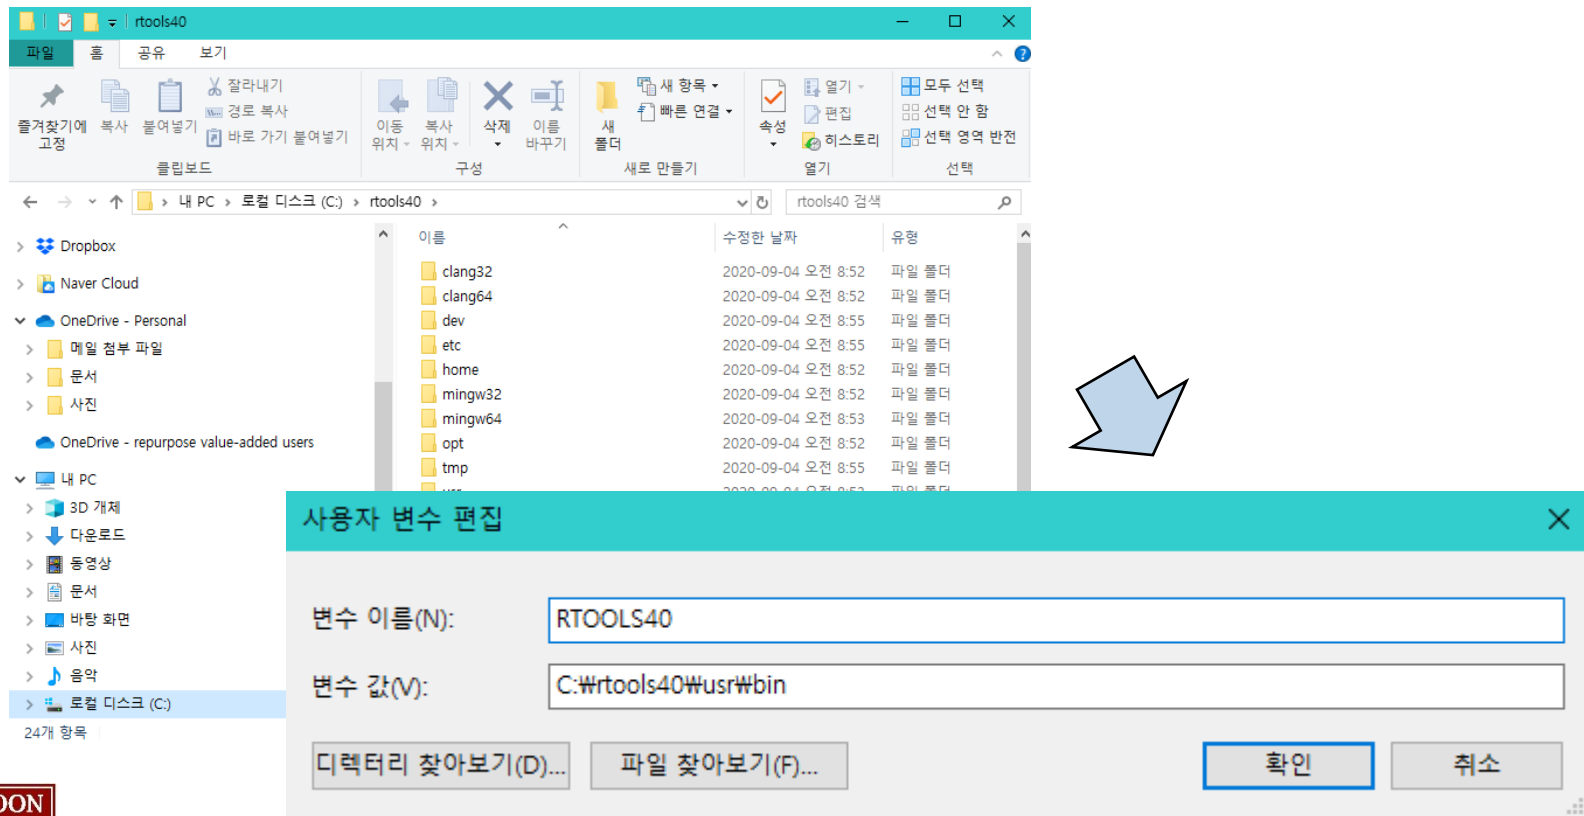 rtools40
파일 홈 공유 보기
즐겨찾기에 고정
복사
붙여넣기
잘라내기
경로 복사
바로 가기 붙여넣기
클립보드
이동 위치
복사 위치
삭제
이름 바꾸기
구성
새 폴더
새 항목
빠른 연결
새로 만들기
속성
열기
편집
히스토리
열기
모두 선택
선택 안 함
선택 영역 반전
선택
내 PC › 로컬 디스크 (C:) › rtools40 ›
rtools40 검색
Dropbox
Naver Cloud
OneDrive - Personal
메일 첨부 파일
문서
사진
OneDrive - repurpose value-added users
내 PC
3D 개체
다운로드
동영상
문서
바탕 화면
사진
음악
로컬 디스크 (C:)
24개 항목
이름 수정한 날짜 유형
clang32 2020-09-04 오전 8:52 파일 폴더
clang64 2020-09-04 오전 8:52 파일 폴더
dev 2020-09-04 오전 8:55 파일 폴더
etc 2020-09-04 오전 8:55 파일 폴더
home 2020-09-04 오전 8:52 파일 폴더
mingw32 2020-09-04 오전 8:52 파일 폴더
mingw64 2020-09-04 오전 8:53 파일 폴더
opt 2020-09-04 오전 8:52 파일 폴더
tmp 2020-09-04 오전 8:55 파일 폴더
사용자 변수 편집
변수 이름(N): RTOOLS40
변수 값(V): C:₩rtools40₩usr₩bin
디렉터리 찾아보기(D)... 파일 찾아보기(F)... 확인 취소
OON